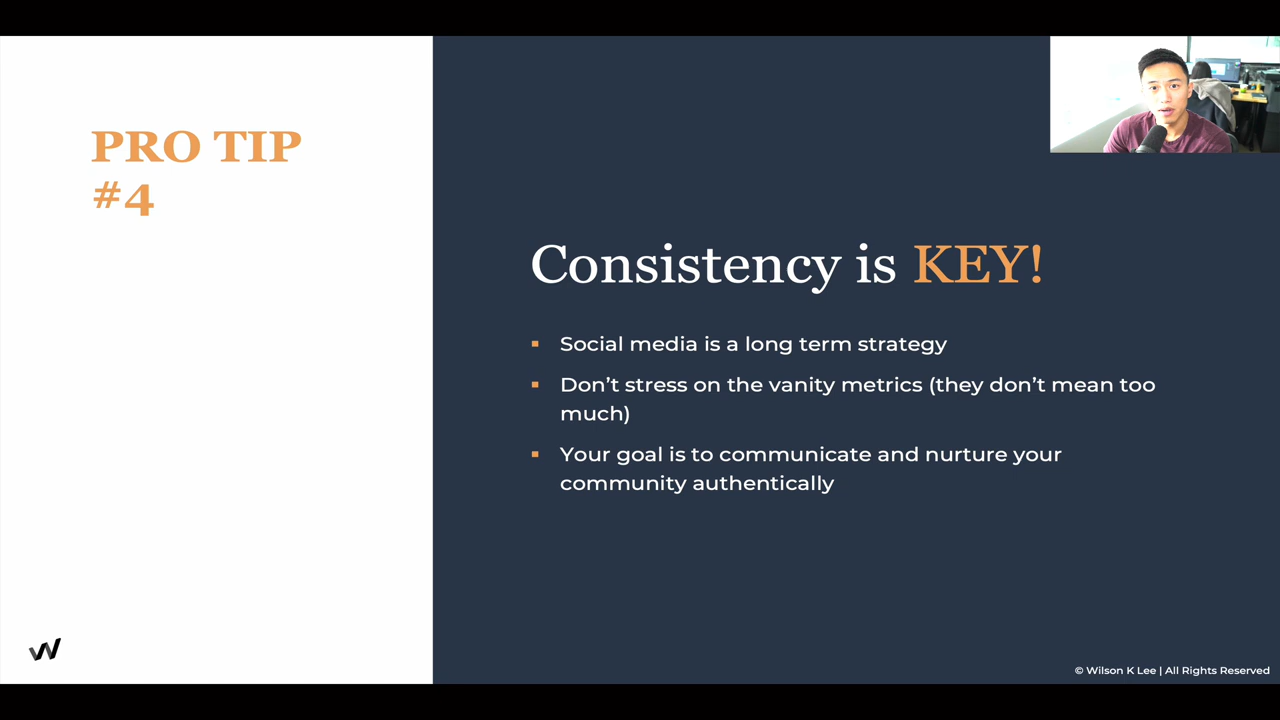 PRO TIP
#4
Consistency is KEY!
▪ Social media is a long term strategy
▪ Don’t stress on the vanity metrics (they don’t mean too
much)
▪ Your goal is to communicate and nurture your
community authentically
© Wilson K Lee | All Rights Reserved